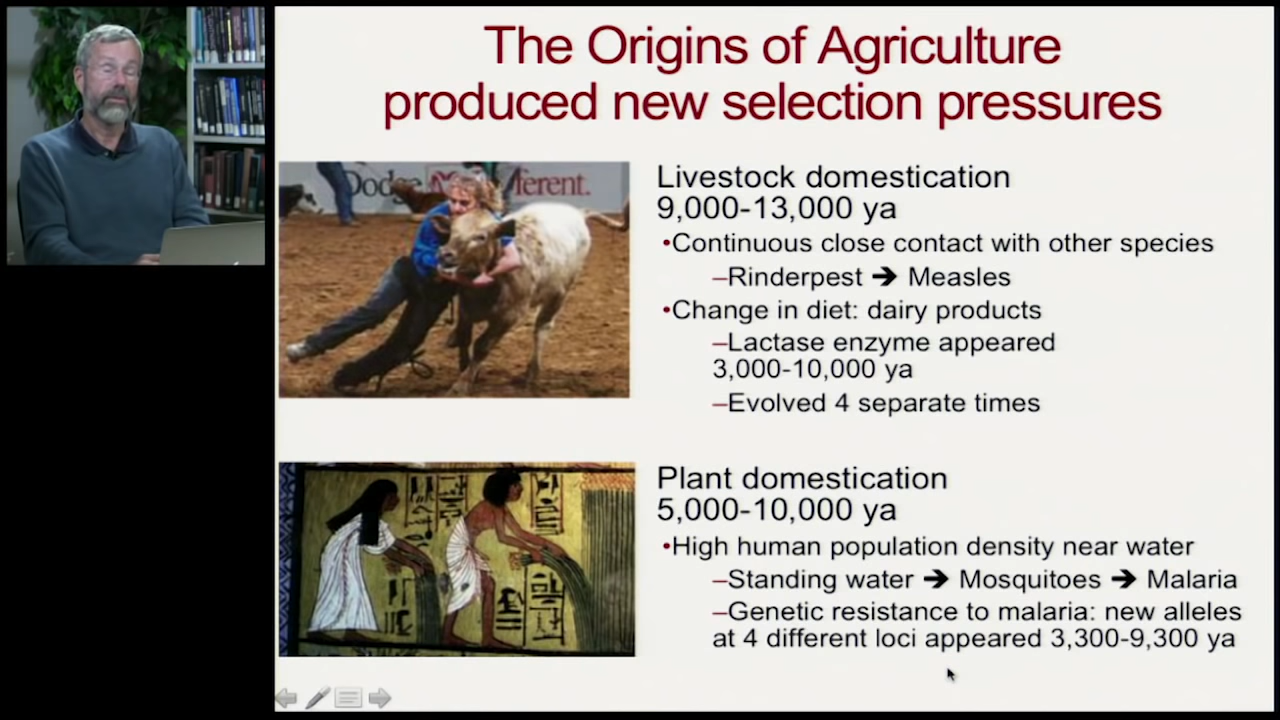 The Origins of Agriculture
produced new selection pressures
Dodge
ferent.
Livestock domestication
9,000-13,000 ya
•Continuous close contact with other species
–Rinderpest ➔ Measles
•Change in diet: dairy products
–Lactase enzyme appeared
3,000-10,000 ya
–Evolved 4 separate times
Plant domestication
5,000-10,000 ya
•High human population density near water
–Standing water ➔ Mosquitoes ➔ Malaria
–Genetic resistance to malaria: new alleles
at 4 different loci appeared 3,300-9,300 ya